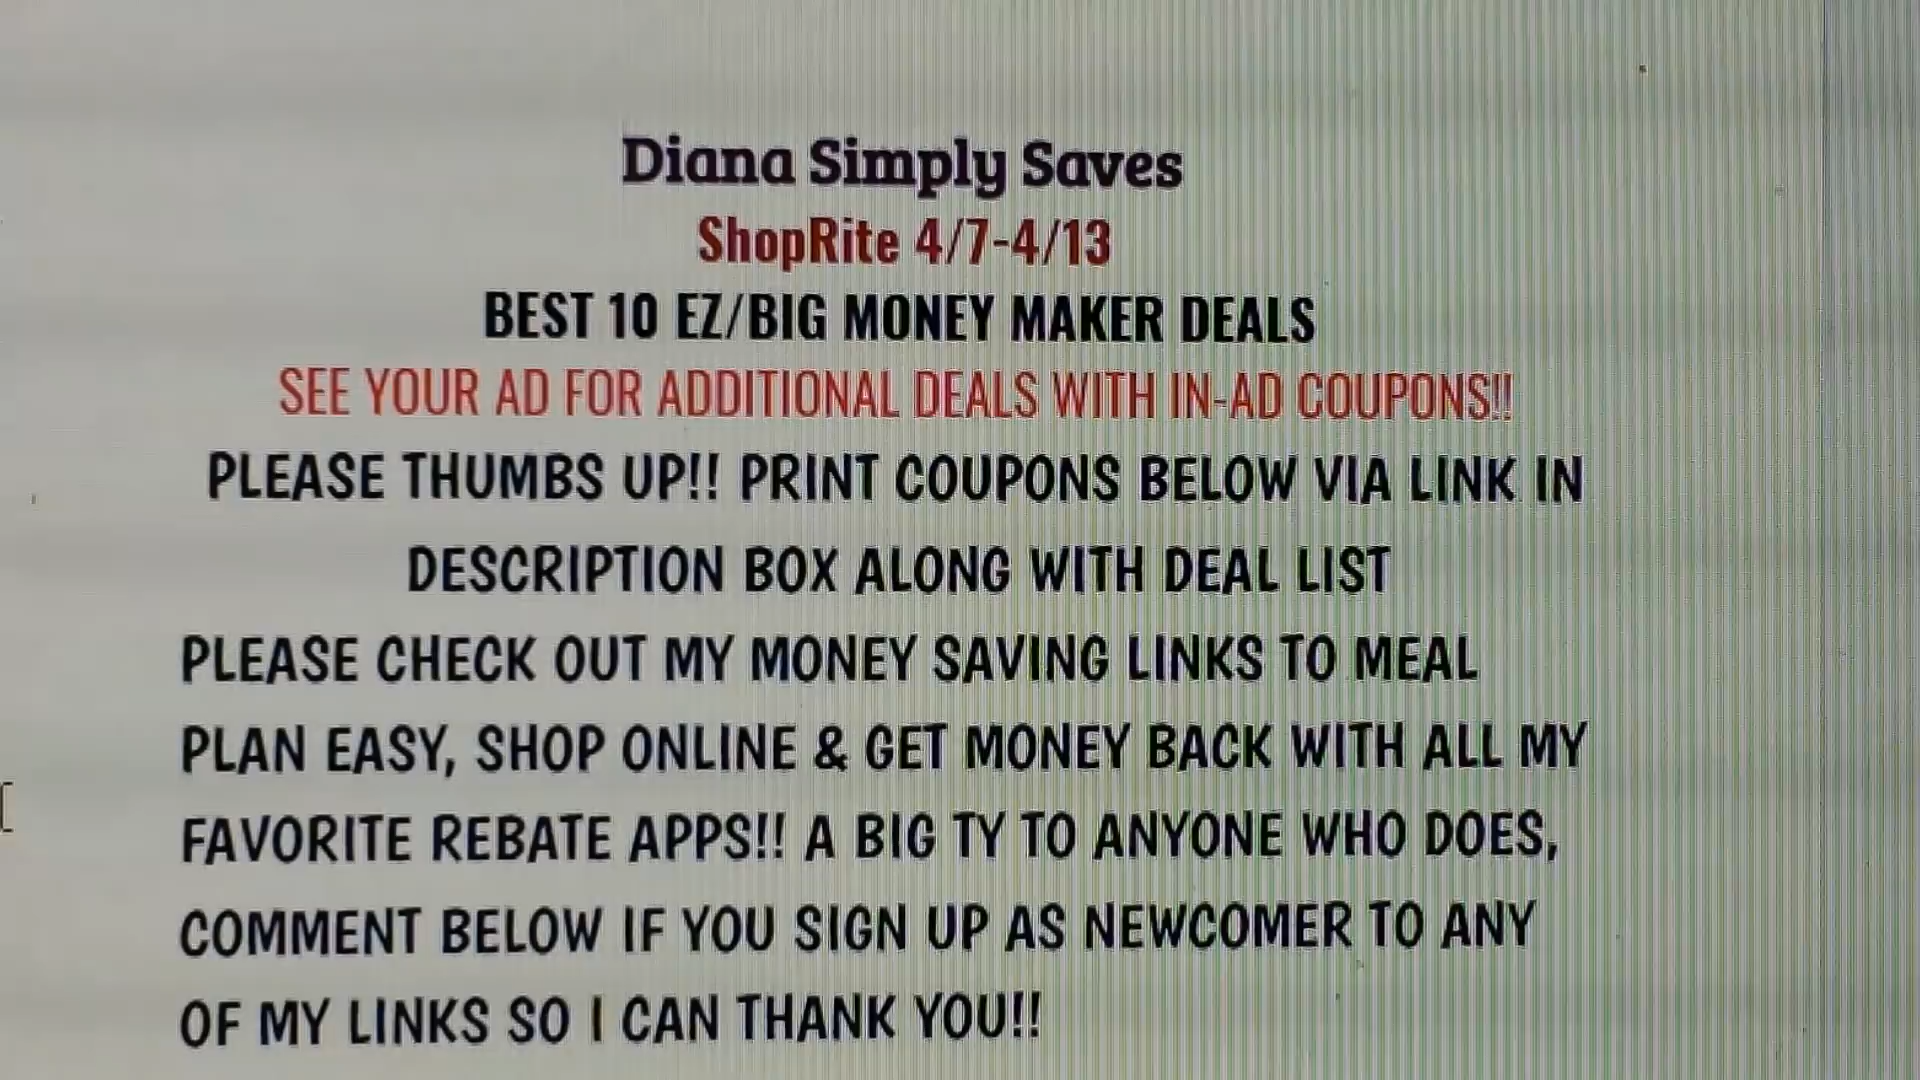 Diana Simply Saves
ShopRite 4/7-4/13
BEST 10 EZ/BIG MONEY MAKER DEALS
SEE YOUR AD FOR ADDITIONAL DEALS WITH IN-AD COUPONS!!
PLEASE THUMBS UP!! PRINT COUPONS BELOW VIA LINK IN
DESCRIPTION BOX ALONG WITH DEAL LIST
PLEASE CHECK OUT MY MONEY SAVING LINKS TO MEAL
PLAN EASY, SHOP ONLINE & GET MONEY BACK WITH ALL MY
FAVORITE REBATE APPS!! A BIG TY TO ANYONE WHO DOES,
COMMENT BELOW IF YOU SIGN UP AS NEWCOMER TO ANY
OF MY LINKS SO I CAN THANK YOU!!